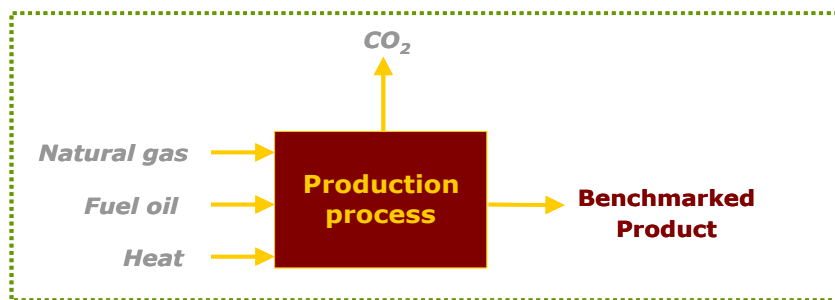 CO₂
Natural gas
Fuel oil
Heat
Production
process
Benchmarked
Product